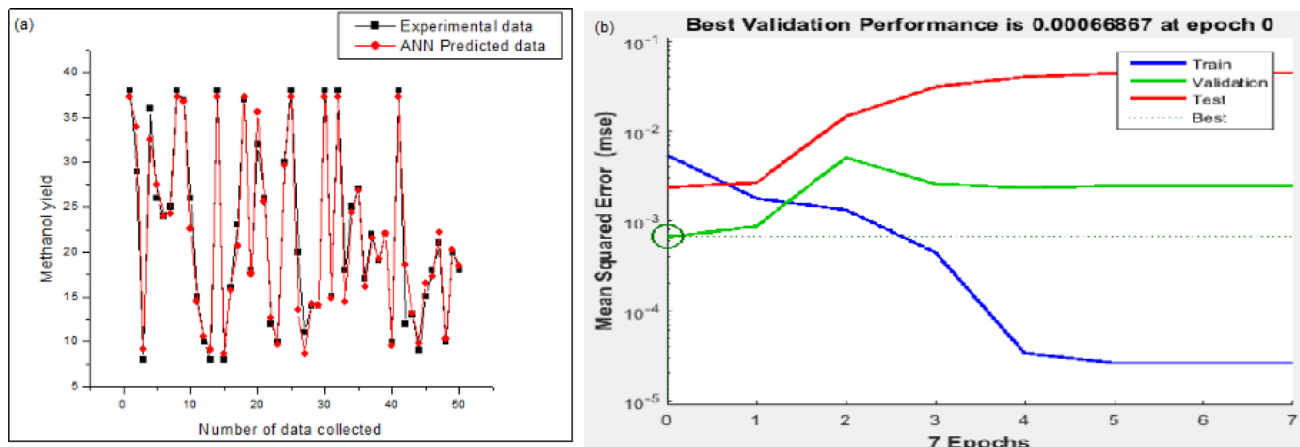 (a)
Experimental data
ANN Predicted data
Methanol yield
40
35
30
25
20
15
10
5
0
10
20
30
40
50
Number of data collected
(b)
Best Validation Performance is 0.00066867 at epoch 0
Train
Validation
Test
Best
Mean Squared Error (mse)
10-1
10-2
10-3
10-4
10-5
0
1
2
3
4
5
6
7
7 Epochs